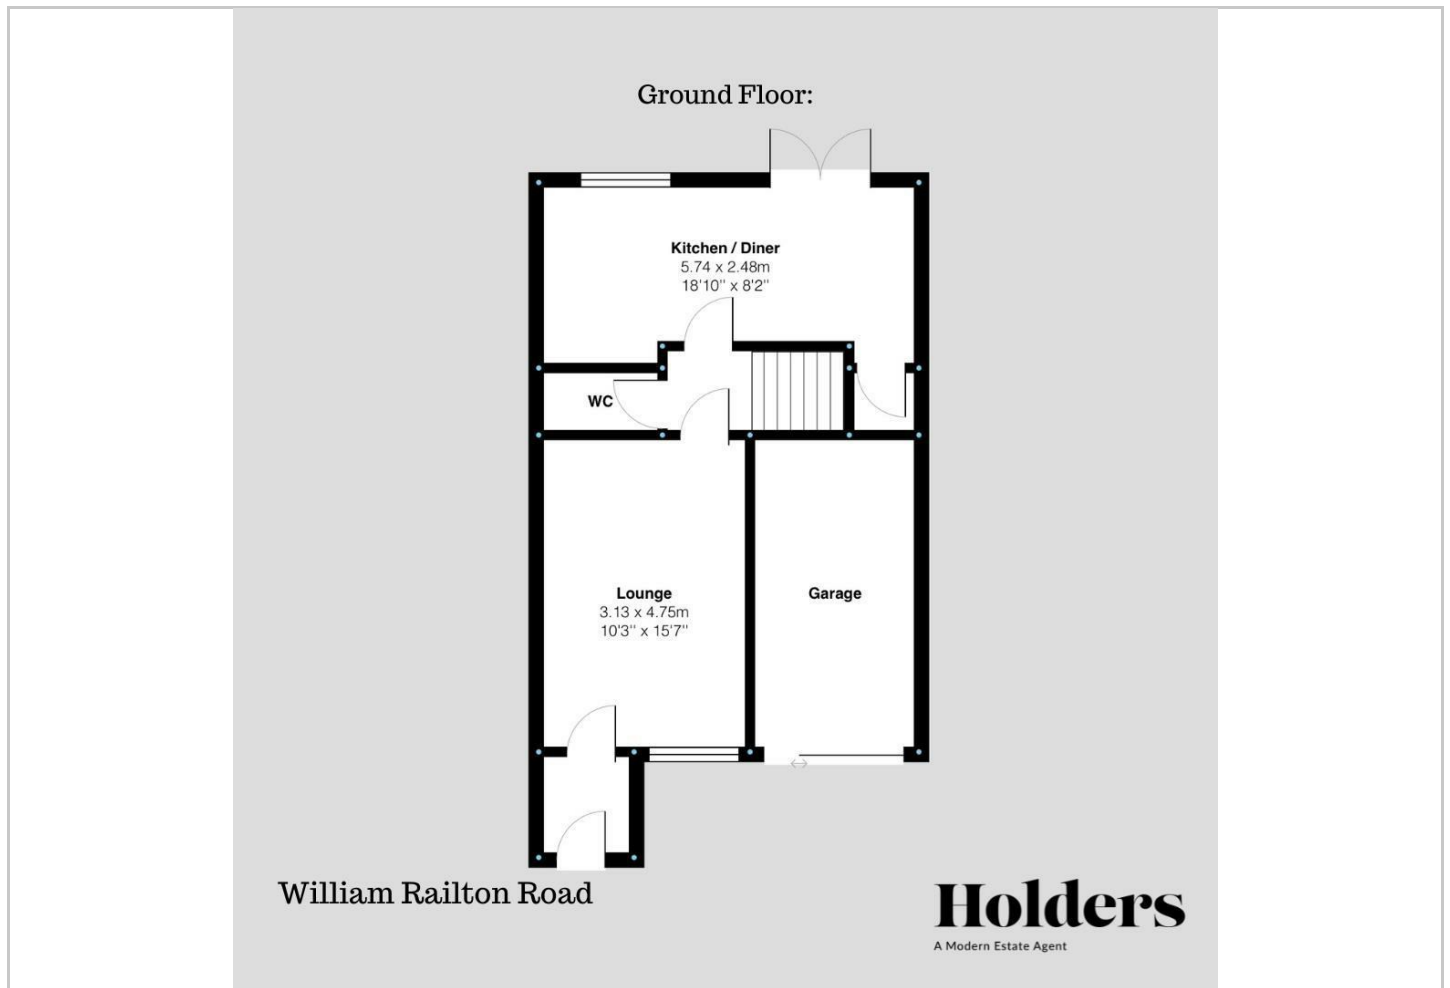 Ground Floor:
Kitchen / Diner
5.74 x 2.48m
18'10" x 8'2"
WC
Lounge
3.13 x 4.75m
10'3" x 15'7"
Garage
William Railton Road
Holders
A Modern Estate Agent